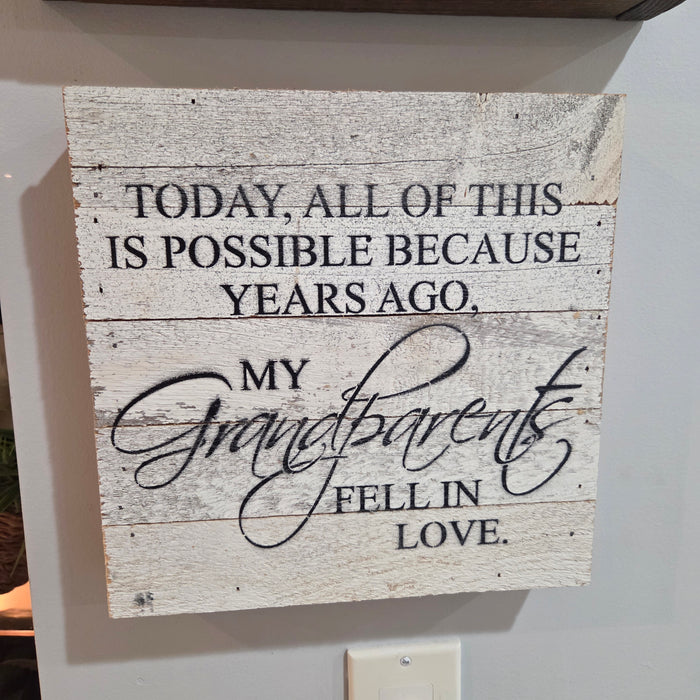 TODAY, ALL OF THIS
IS POSSIBLE BECAUSE
YEARS AGO,
MY
Grandparents
FELL IN
LOVE.